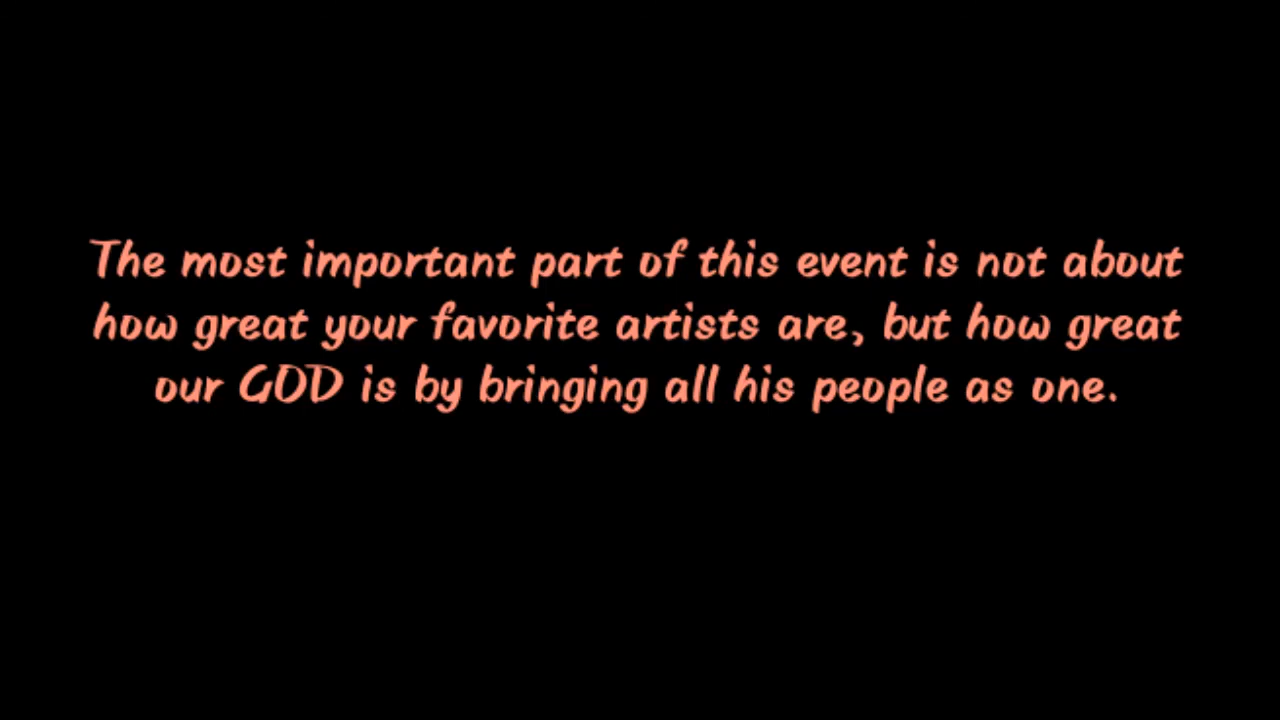 The most important part of this event is not about
how great your favorite artists are, but how great
our GOD is by bringing all his people as one.